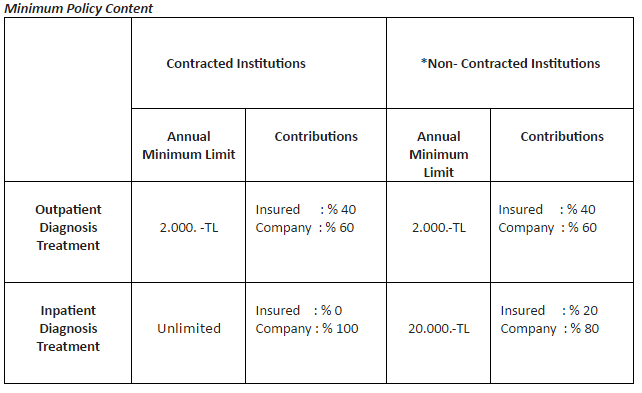 Minimum Policy Content
Contracted Institutions
*Non- Contracted Institutions
Annual
Minimum Limit
Contributions
Annual
Minimum
Limit
Contributions
Outpatient
Diagnosis
Treatment
2.000. -TL
Insured : % 40
Company : % 60
2.000.-TL
Insured : % 40
Company : % 60
Inpatient
Diagnosis
Treatment
Unlimited
Insured : % 0
Company : % 100
20.000.-TL
Insured : % 20
Company : % 80